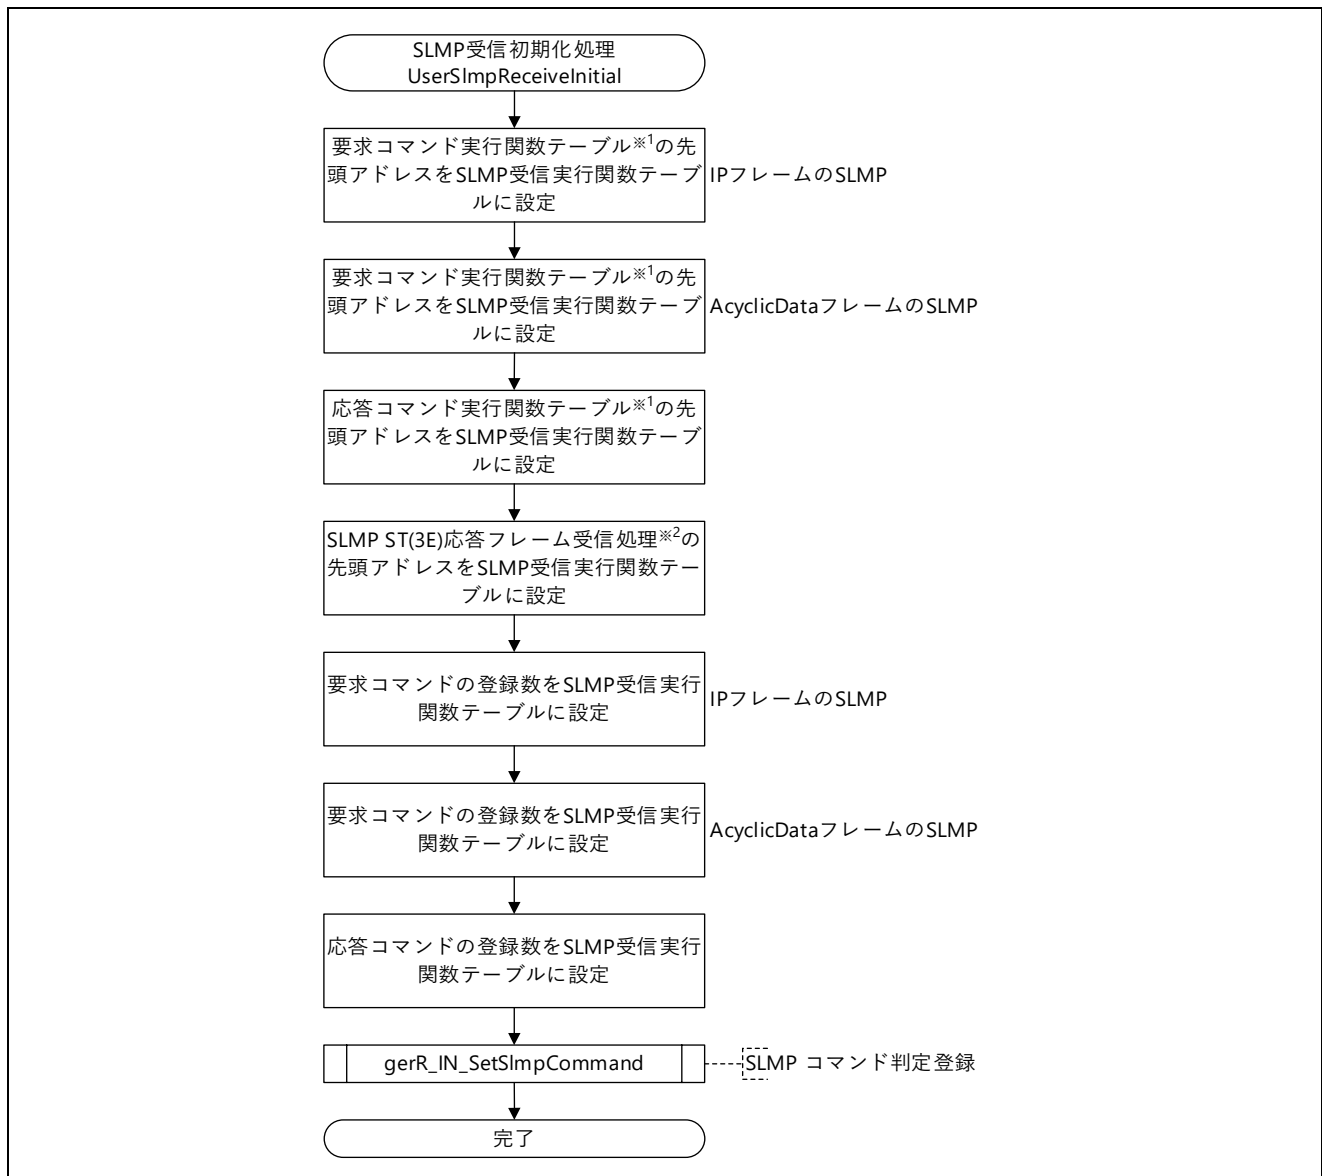 SLMP受信初期化処理
UserSlmpReceiveInitial
要求コマンド実行関数テーブル※1の先
頭アドレスをSLMP受信実行関数テーブ
ルに設定
IPフレームのSLMP
要求コマンド実行関数テーブル※1の先
頭アドレスをSLMP受信実行関数テーブ
ルに設定
AcyclicDataフレームのSLMP
応答コマンド実行関数テーブル※1の先
頭アドレスをSLMP受信実行関数テーブ
ルに設定
SLMP ST(3E)応答フレーム受信処理※2の
先頭アドレスをSLMP受信実行関数テー
ブルに設定
要求コマンドの登録数をSLMP受信実行
関数テーブルに設定
IPフレームのSLMP
要求コマンドの登録数をSLMP受信実行
関数テーブルに設定
AcyclicDataフレームのSLMP
応答コマンドの登録数をSLMP受信実行
関数テーブルに設定
gerR_IN_SetSlmpCommand
SLMP コマンド判定登録
完了